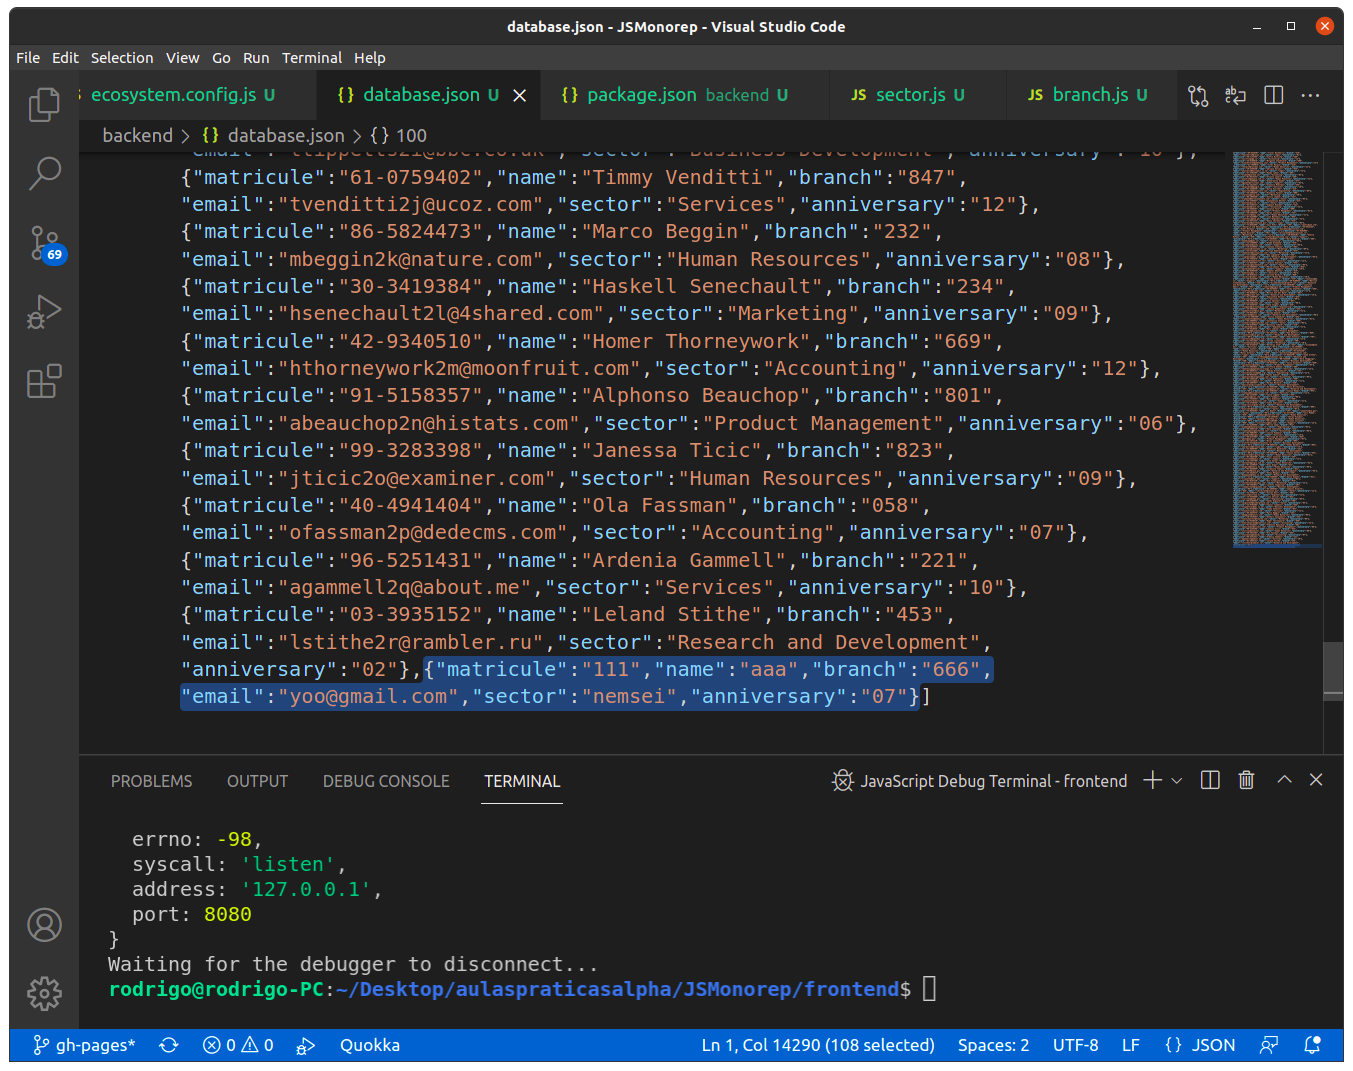 database.json - JSMonorep - Visual Studio Code
File Edit Selection View Go Run Terminal Help
ecosystem.config.js U
{} database.json U
{} package.json backend U
JS sector.js U
JS branch.js U
backend > {} database.json > {} 100
{"matricule":"61-0759402","name":"Timmy Venditti","branch":"847",
"email":"tvenditti2j@ucoz.com","sector":"Services","anniversary":"12"},
{"matricule":"86-5824473","name":"Marco Beggin","branch":"232",
"email":"mbeggin2k@nature.com","sector":"Human Resources","anniversary":"08"},
{"matricule":"30-3419384","name":"Haskell Senechault","branch":"234",
"email":"hsenechault2l@4shared.com","sector":"Marketing","anniversary":"09"},
{"matricule":"42-9340510","name":"Homer Thorneywork","branch":"669",
"email":"hthorneywork2m@moonfruit.com","sector":"Accounting","anniversary":"12"},
{"matricule":"91-5158357","name":"Alphonso Beauchop","branch":"801",
"email":"abeauchop2n@histats.com","sector":"Product Management","anniversary":"06"},
{"matricule":"99-3283398","name":"Janessa Ticic","branch":"823",
"email":"jticic2o@examiner.com","sector":"Human Resources","anniversary":"09"},
{"matricule":"40-4941404","name":"Ola Fassman","branch":"058",
"email":"ofassman2p@dedecms.com","sector":"Accounting","anniversary":"07"},
{"matricule":"96-5251431","name":"Ardenia Gammell","branch":"221",
"email":"agammell2q@about.me","sector":"Services","anniversary":"10"},
{"matricule":"03-3935152","name":"Leland Stithe","branch":"453",
"email":"lstithe2r@rambler.ru","sector":"Research and Development",
"anniversary":"02"},{"matricule":"111","name":"aaa","branch":"666",
"email":"yoo@gmail.com","sector":"nemsei","anniversary":"07"}]
69
PROBLEMS OUTPUT DEBUG CONSOLE TERMINAL
JavaScript Debug Terminal - frontend
errno: -98,
syscall: 'listen',
address: '127.0.0.1',
port: 8080
}
Waiting for the debugger to disconnect...
rodrigo@rodrigo-PC:~/Desktop/aulaspraticasalpha/JSMonorep/frontend$
gh-pages* 0 0 Quokka Ln 1, Col 14290 (108 selected) Spaces: 2 UTF-8 LF {} JSON